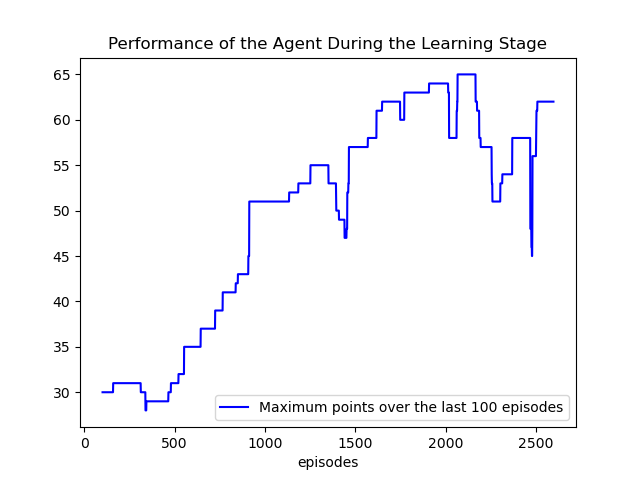 Performance of the Agent During the Learning Stage
65
60
55
50
45
40
35
30
Maximum points over the last 100 episodes
0 500 1000 1500 2000 2500
episodes